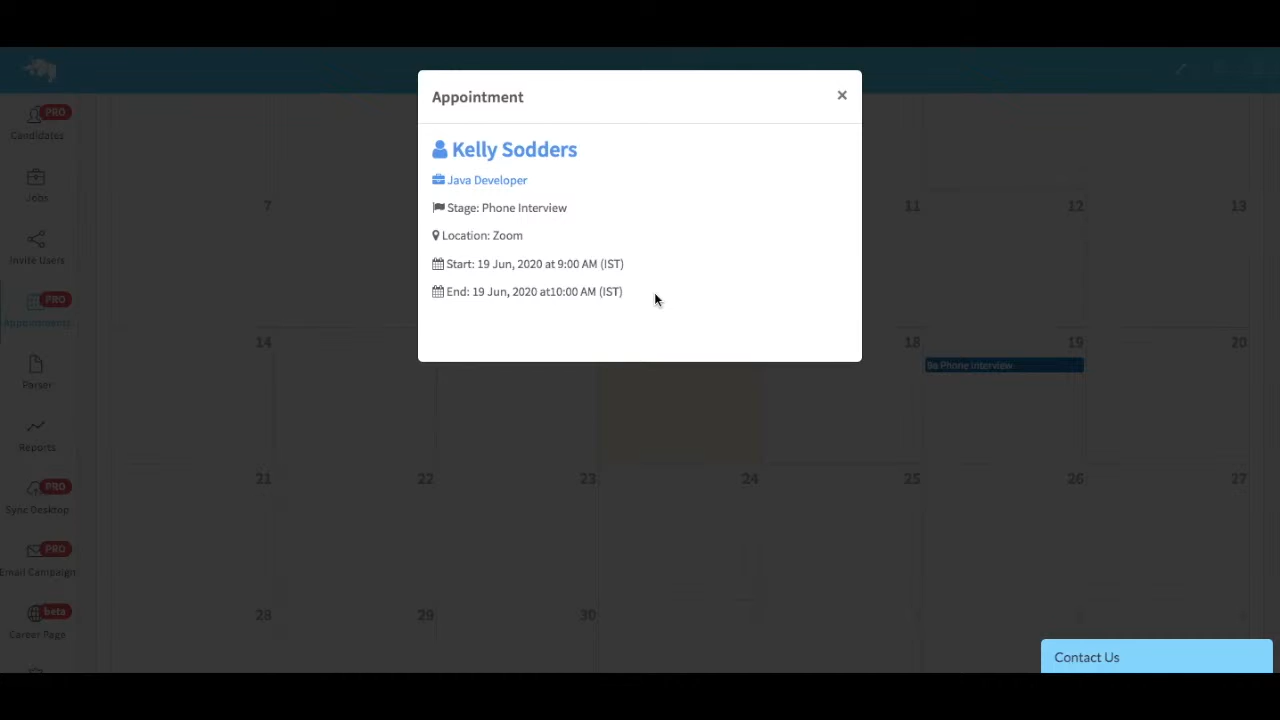 Appointment ×
Kelly Sodders
Java Developer
Stage: Phone Interview
Location: Zoom
Start: 19 Jun, 2020 at 9:00 AM (IST)
End: 19 Jun, 2020 at10:00 AM (IST)
PRO
Candidates
Jobs
Invite Users
PRO
Appointments
Parser
Reports
PRO
Sync Desktop
PRO
Email Campaign
beta
Career Page
7 11 12 13
14 18 19 20
9a Phone Interview
21 22 23 24 25 26 27
28 29 30
Contact Us